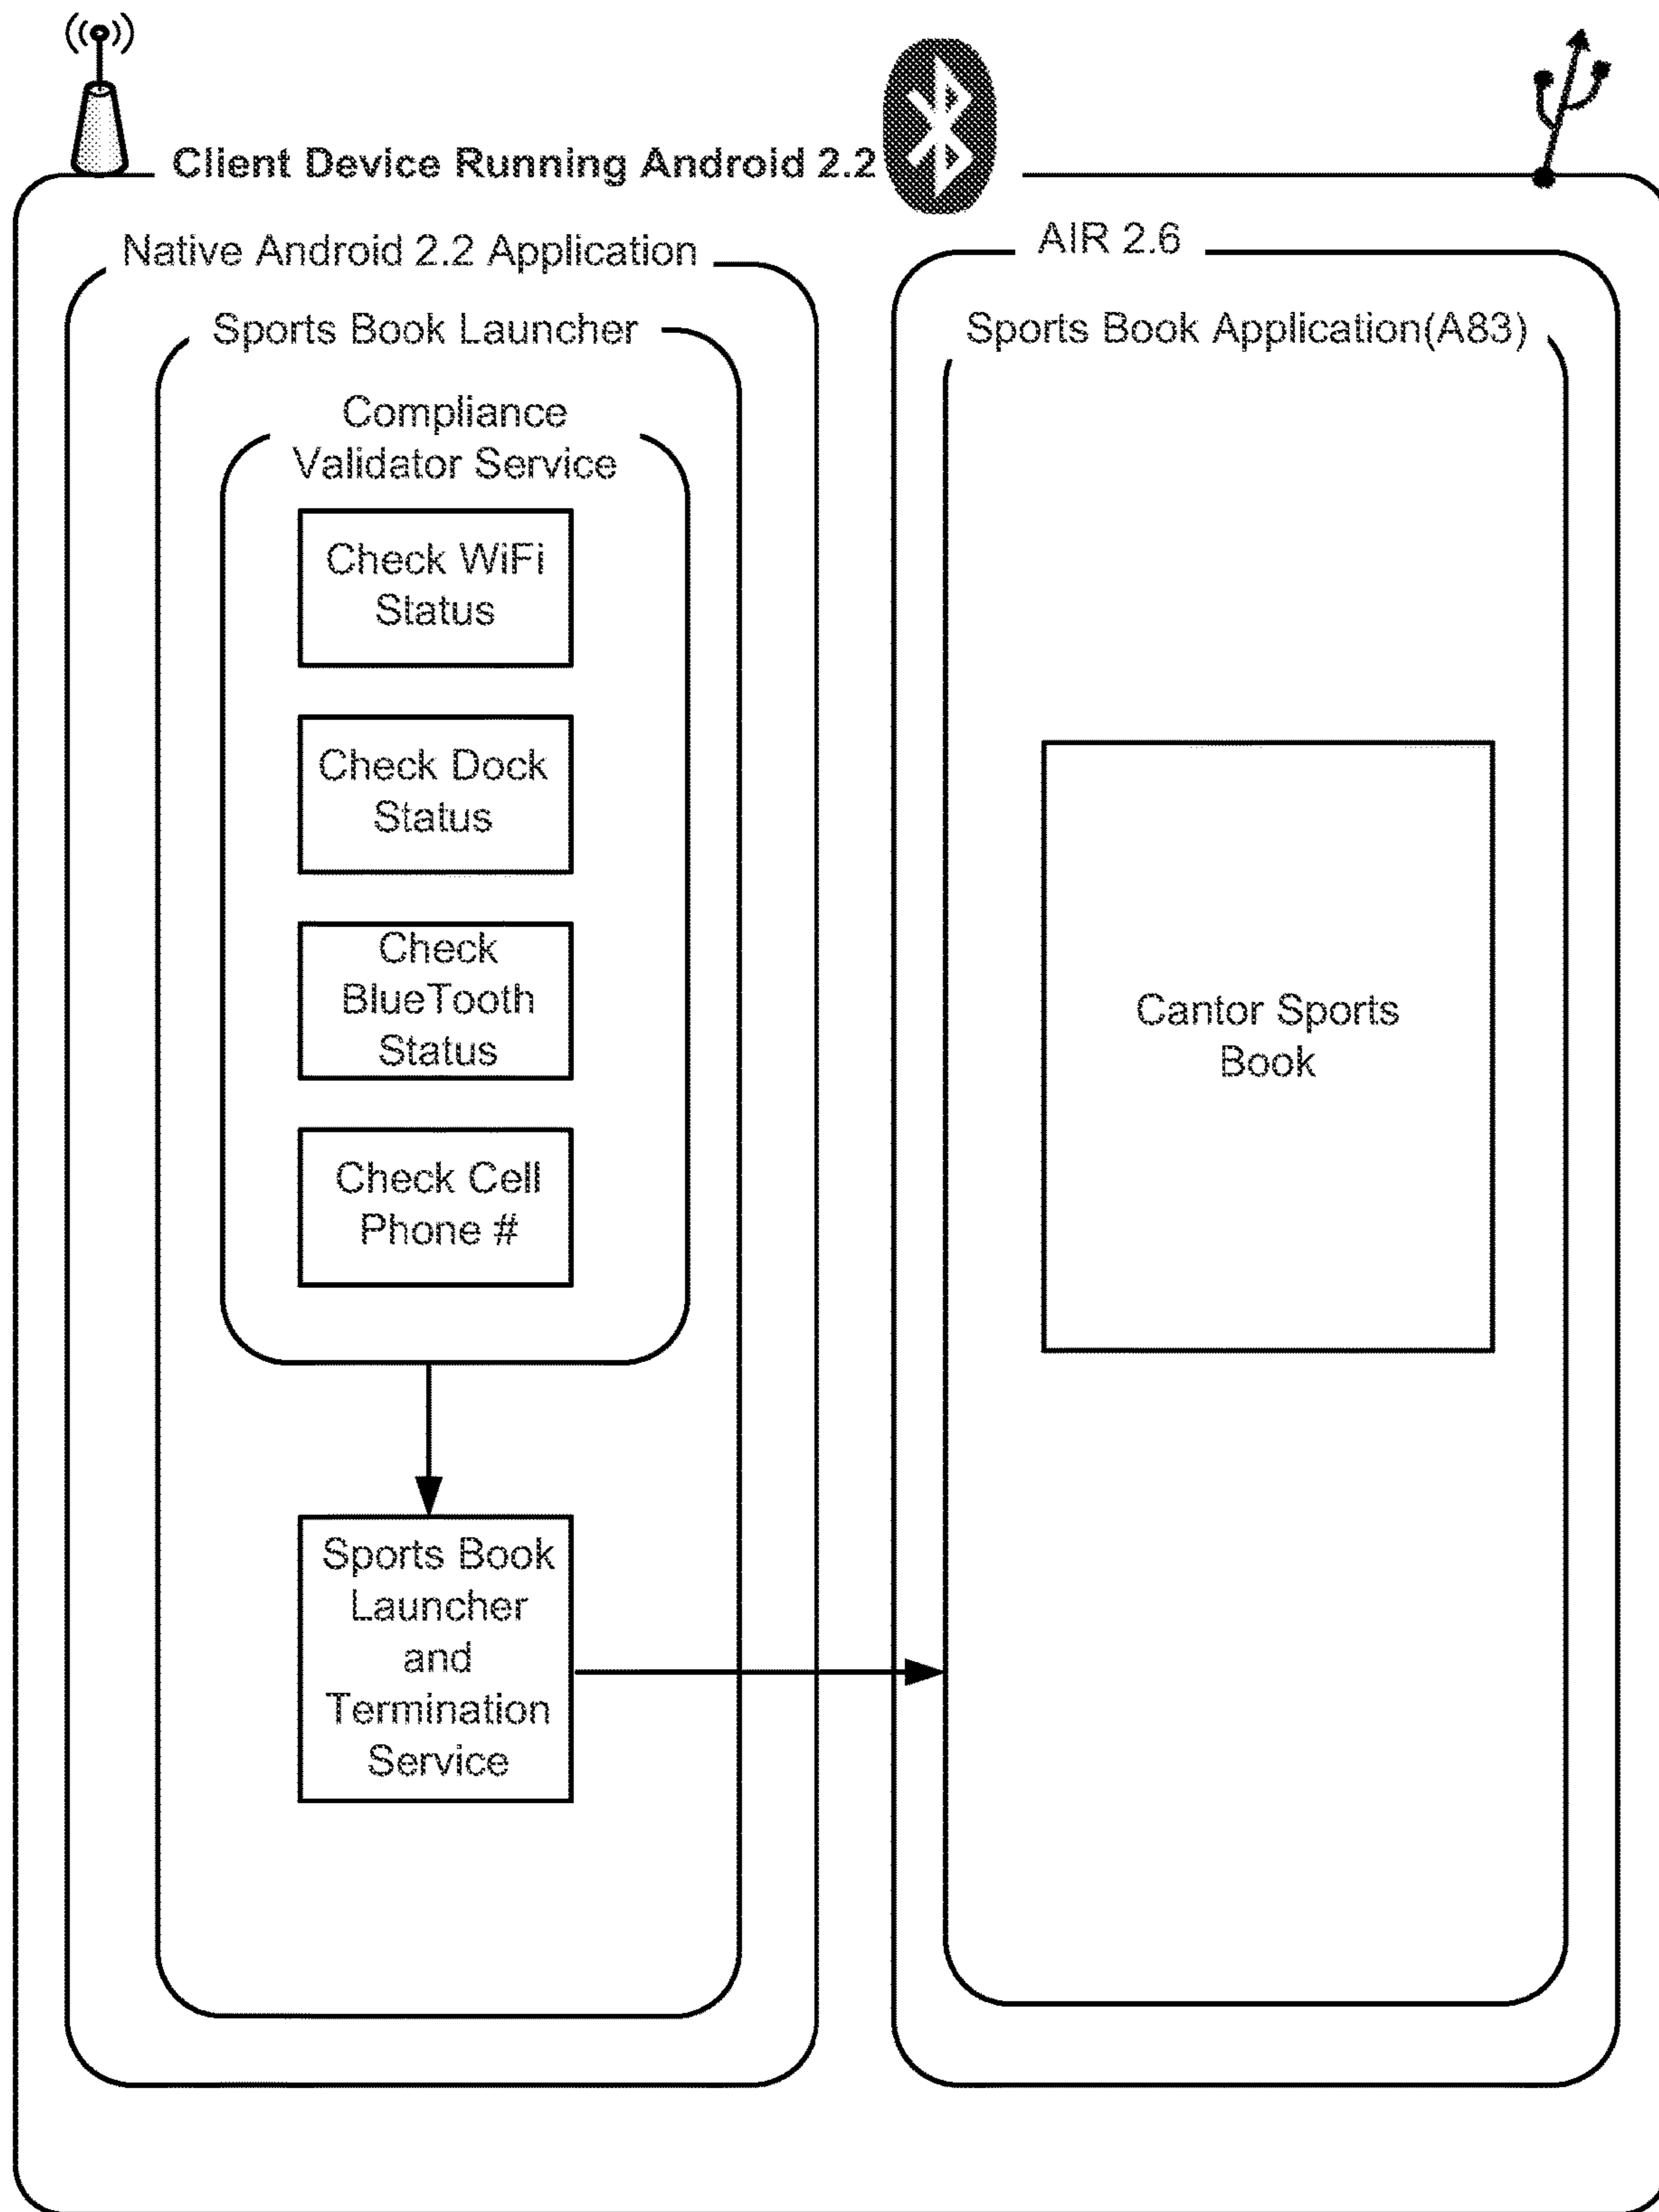 Client Device Running Android 2.2
Native Android 2.2 Application
Sports Book Launcher
Compliance
Validator Service
Check WiFi
Status
Check Dock
Status
Check
BlueTooth
Status
Check Cell
Phone #
Sports Book
Launcher
and
Termination
Service
AIR 2.6
Sports Book Application(A83)
Cantor Sports
Book